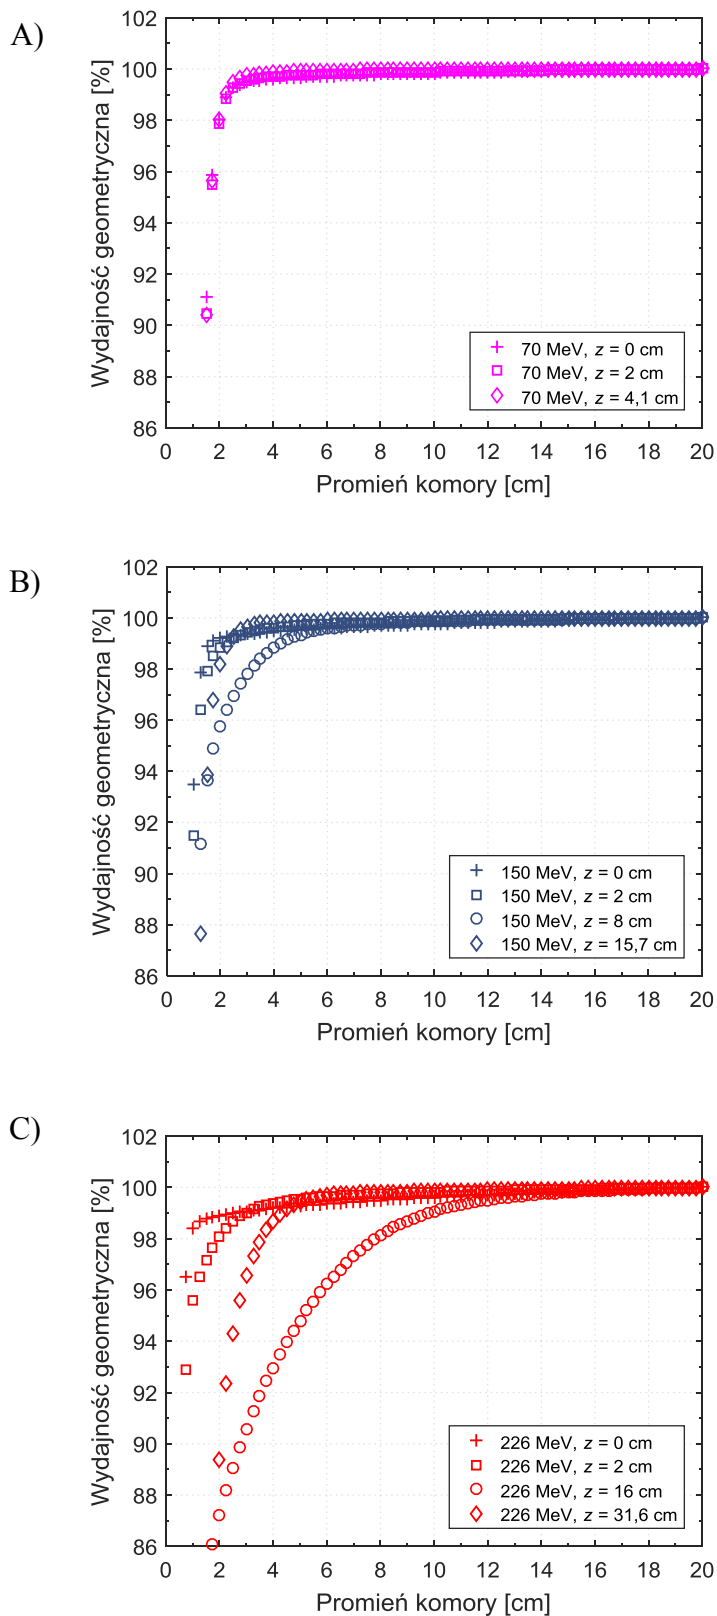 A)
Wydajność geometryczna [%]
102
100
98
96
94
92
90
88
86
70 MeV, z = 0 cm
70 MeV, z = 2 cm
70 MeV, z = 4,1 cm
0 2 4 6 8 10 12 14 16 18 20
Promień komory [cm]
B)
Wydajność geometryczna [%]
102
100
98
96
94
92
90
88
86
150 MeV, z = 0 cm
150 MeV, z = 2 cm
150 MeV, z = 8 cm
150 MeV, z = 15,7 cm
0 2 4 6 8 10 12 14 16 18 20
Promień komory [cm]
C)
Wydajność geometryczna [%]
102
100
98
96
94
92
90
88
86
226 MeV, z = 0 cm
226 MeV, z = 2 cm
226 MeV, z = 16 cm
226 MeV, z = 31,6 cm
0 2 4 6 8 10 12 14 16 18 20
Promień komory [cm]